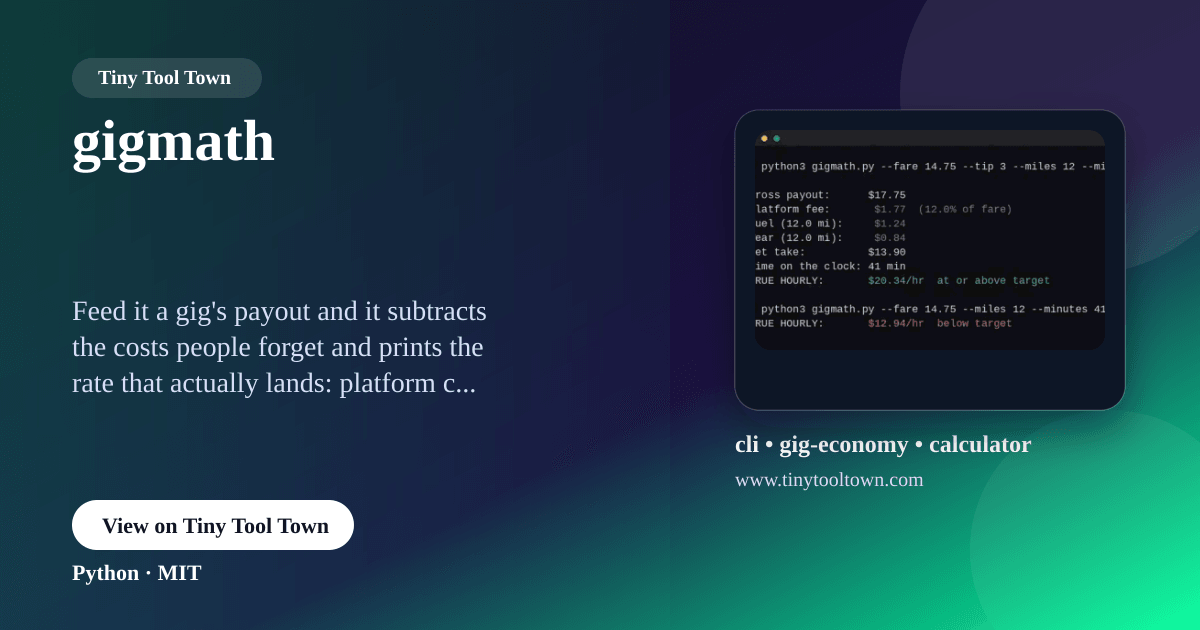 Tiny Tool Town
gigmath
Feed it a gig's payout and it subtracts
the costs people forget and prints the
rate that actually lands: platform c...
View on Tiny Tool Town
Python · MIT
python3 gigmath.py --fare 14.75 --tip 3 --miles 12 --mi
ross payout: $17.75
latform fee: $1.77 (12.0% of fare)
uel (12.0 mi): $1.24
ear (12.0 mi): $0.84
et take: $13.90
ime on the clock: 41 min
RUE HOURLY: $20.34/hr at or above target
python3 gigmath.py --fare 14.75 --miles 12 --minutes 41
RUE HOURLY: $12.94/hr below target
cli • gig-economy • calculator
www.tinytooltown.com